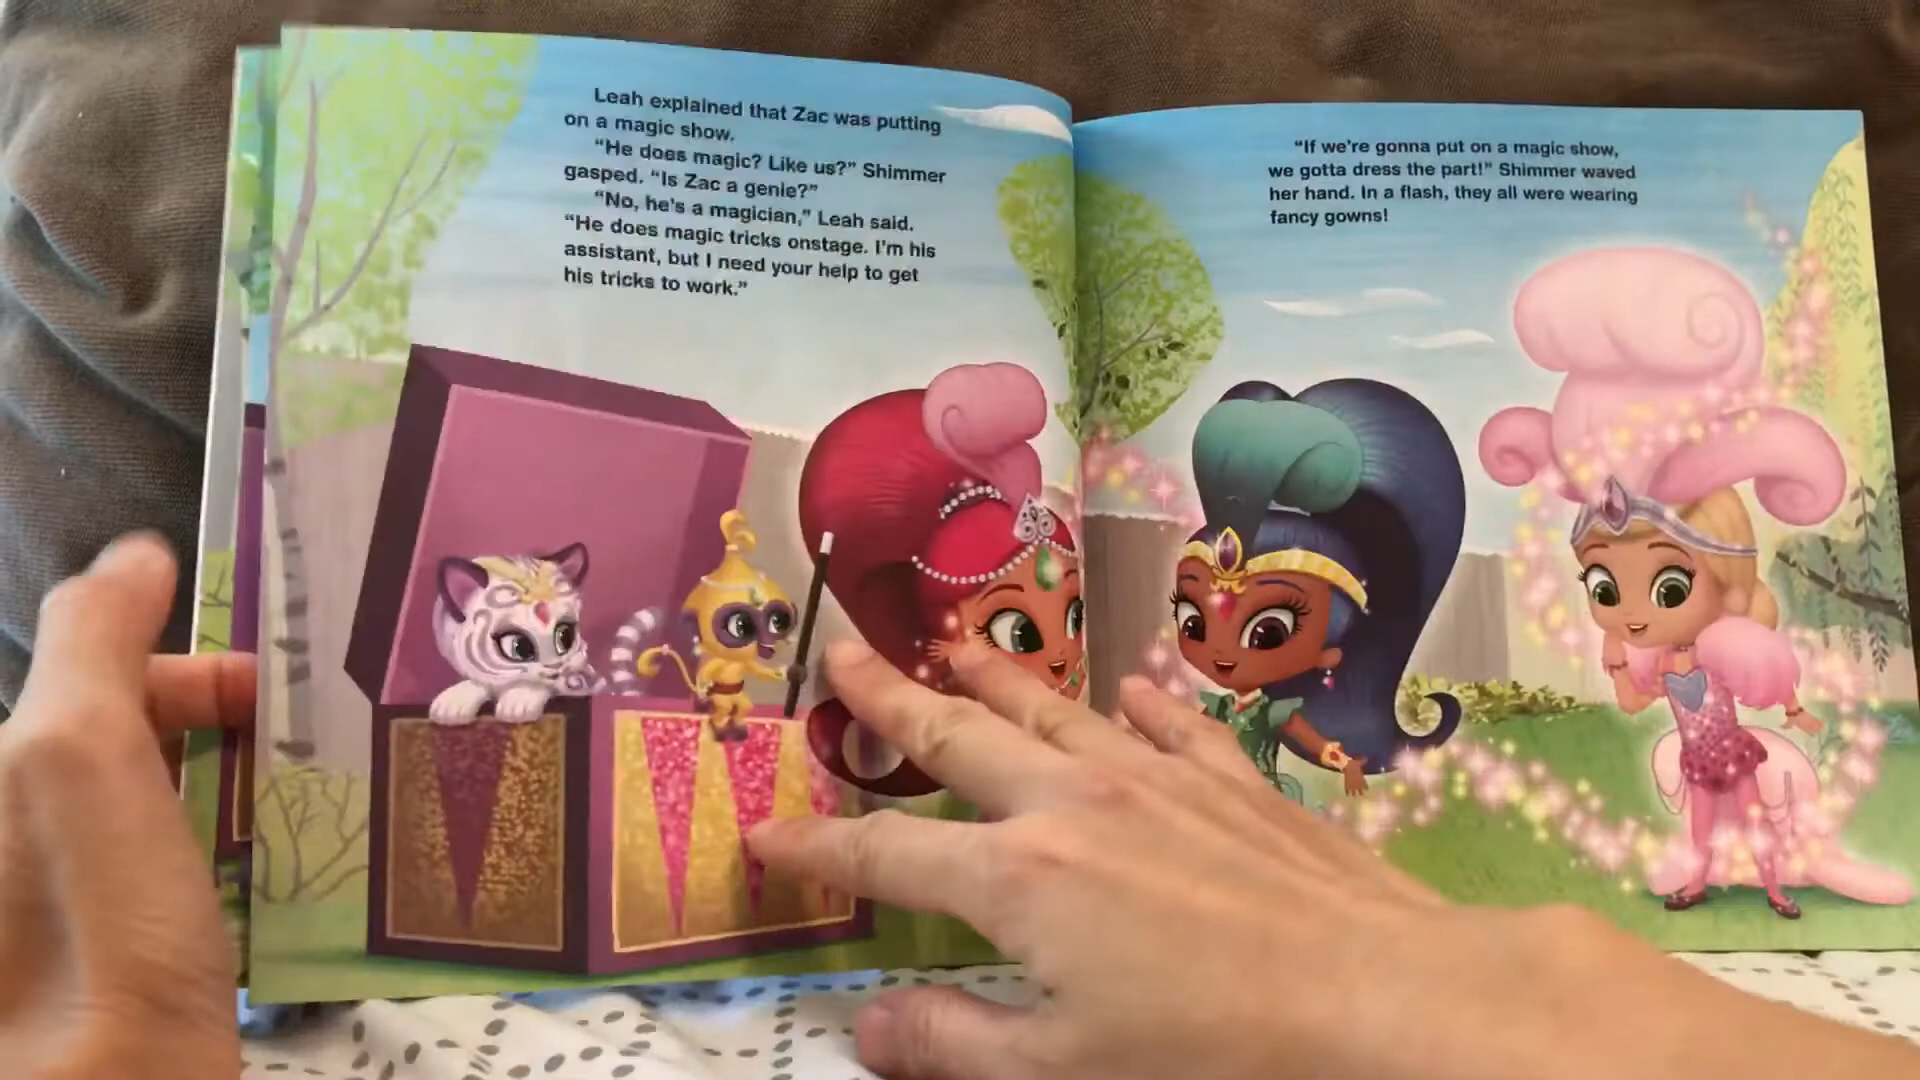 Leah explained that Zac was putting
on a magic show.
“He does magic? Like us?” Shimmer
gasped. “Is Zac a genie?”
“No, he's a magician,” Leah said.
“He does magic tricks onstage. I'm his
assistant, but I need your help to get
his tricks to work.”
“If we're gonna put on a magic show,
we gotta dress the part!” Shimmer waved
her hand. In a flash, they all were wearing
fancy gowns!